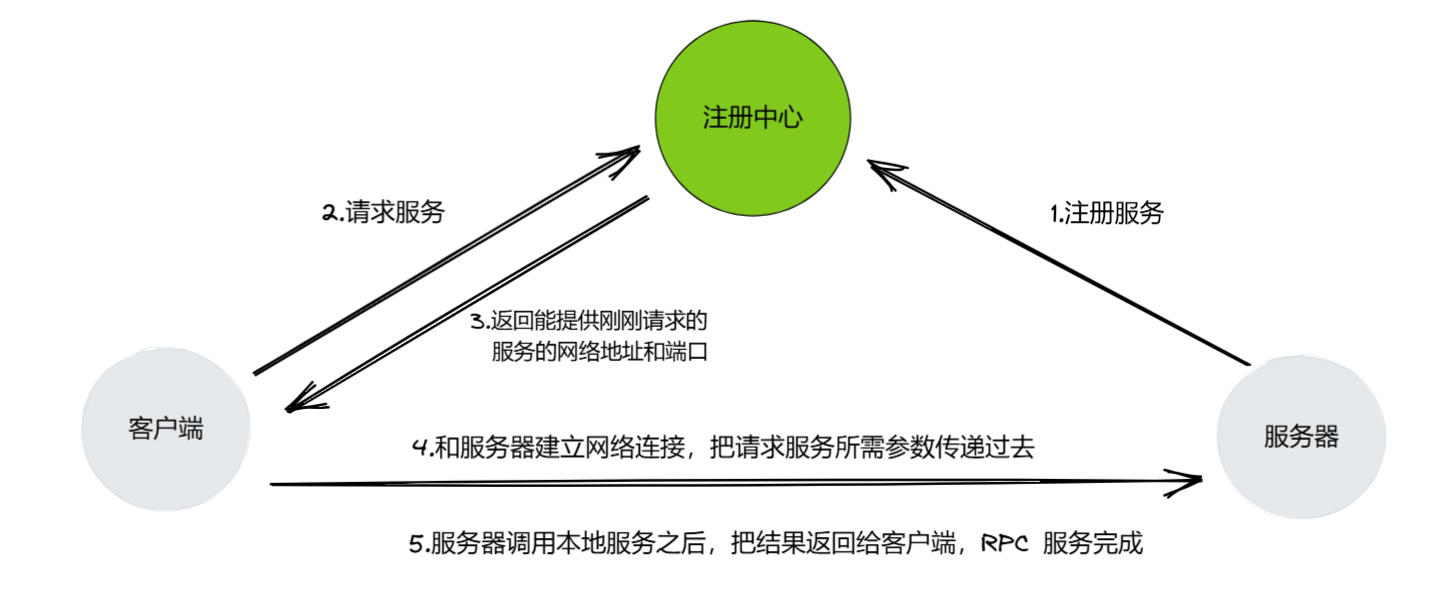 注册中心
2.请求服务
1.注册服务
3.返回能提供刚刚请求的
服务的网络地址和端口
客户端
服务器
4.和服务器建立网络连接，把请求服务所需参数传递过去
5.服务器调用本地服务之后，把结果返回给客户端，RPC 服务完成